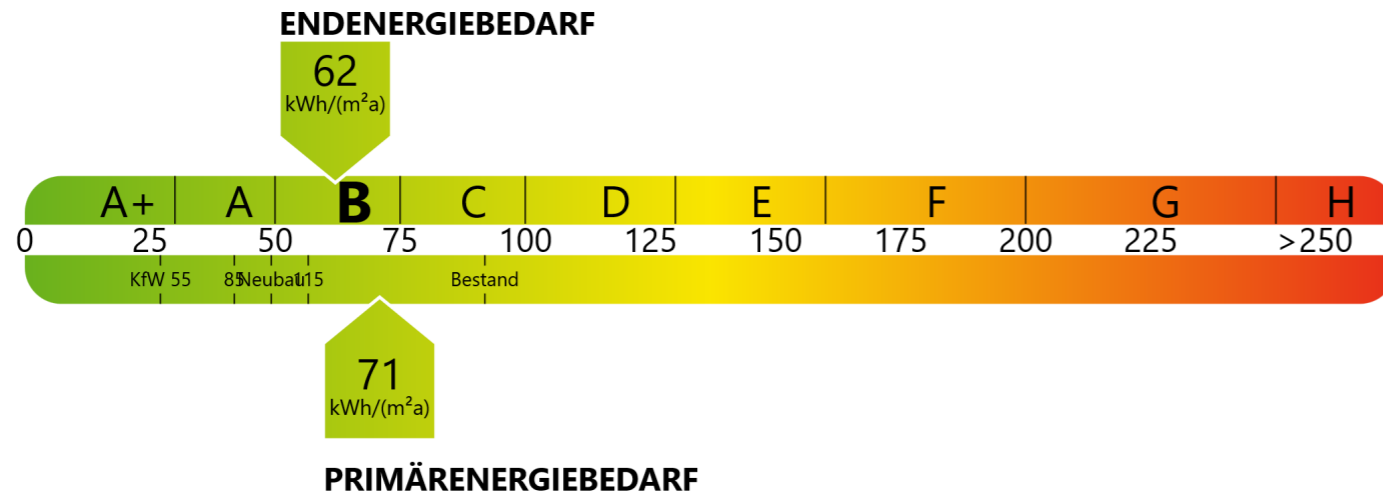 ENDENERGIEBEDARF
62
kWh/(m²a)
A+ A B C D E F G H
0 25 50 75 100 125 150 175 200 225 >250
KfW 55 85 Neubau 115 Bestand
71
kWh/(m²a)
PRIMÄRENERGIEBEDARF